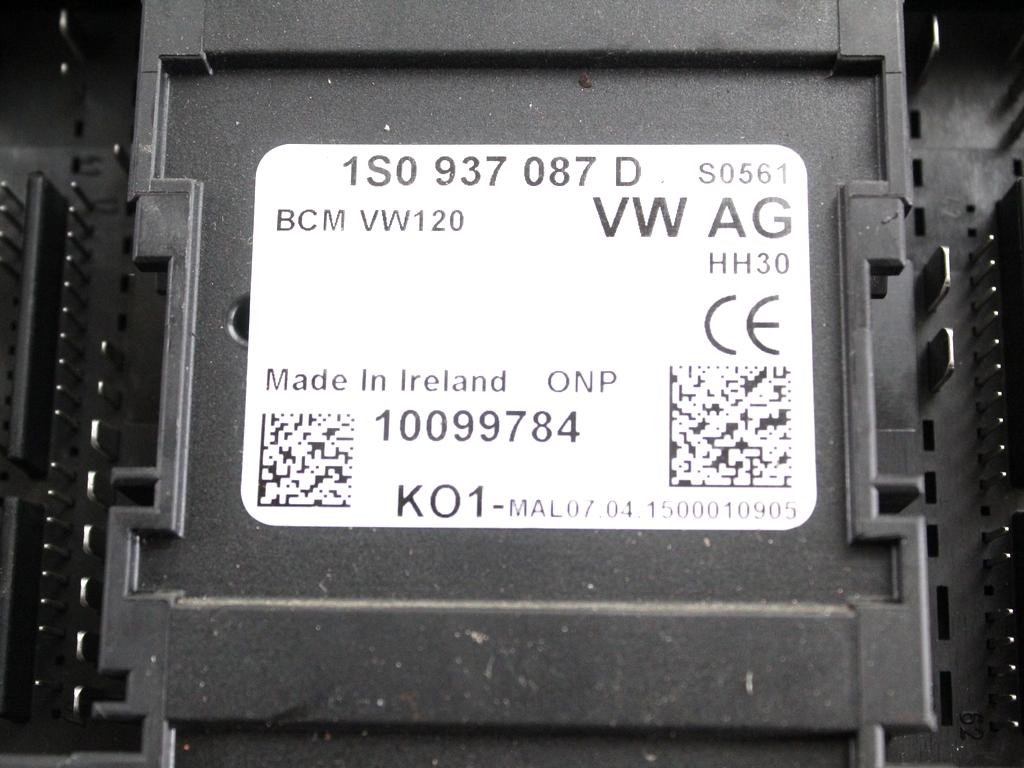 1S0 937 087 D S0561
BCM VW120 VW AG
HH30
CE
Made In Ireland ONP
10099784
KO1-MAL07.04.1500010905
62